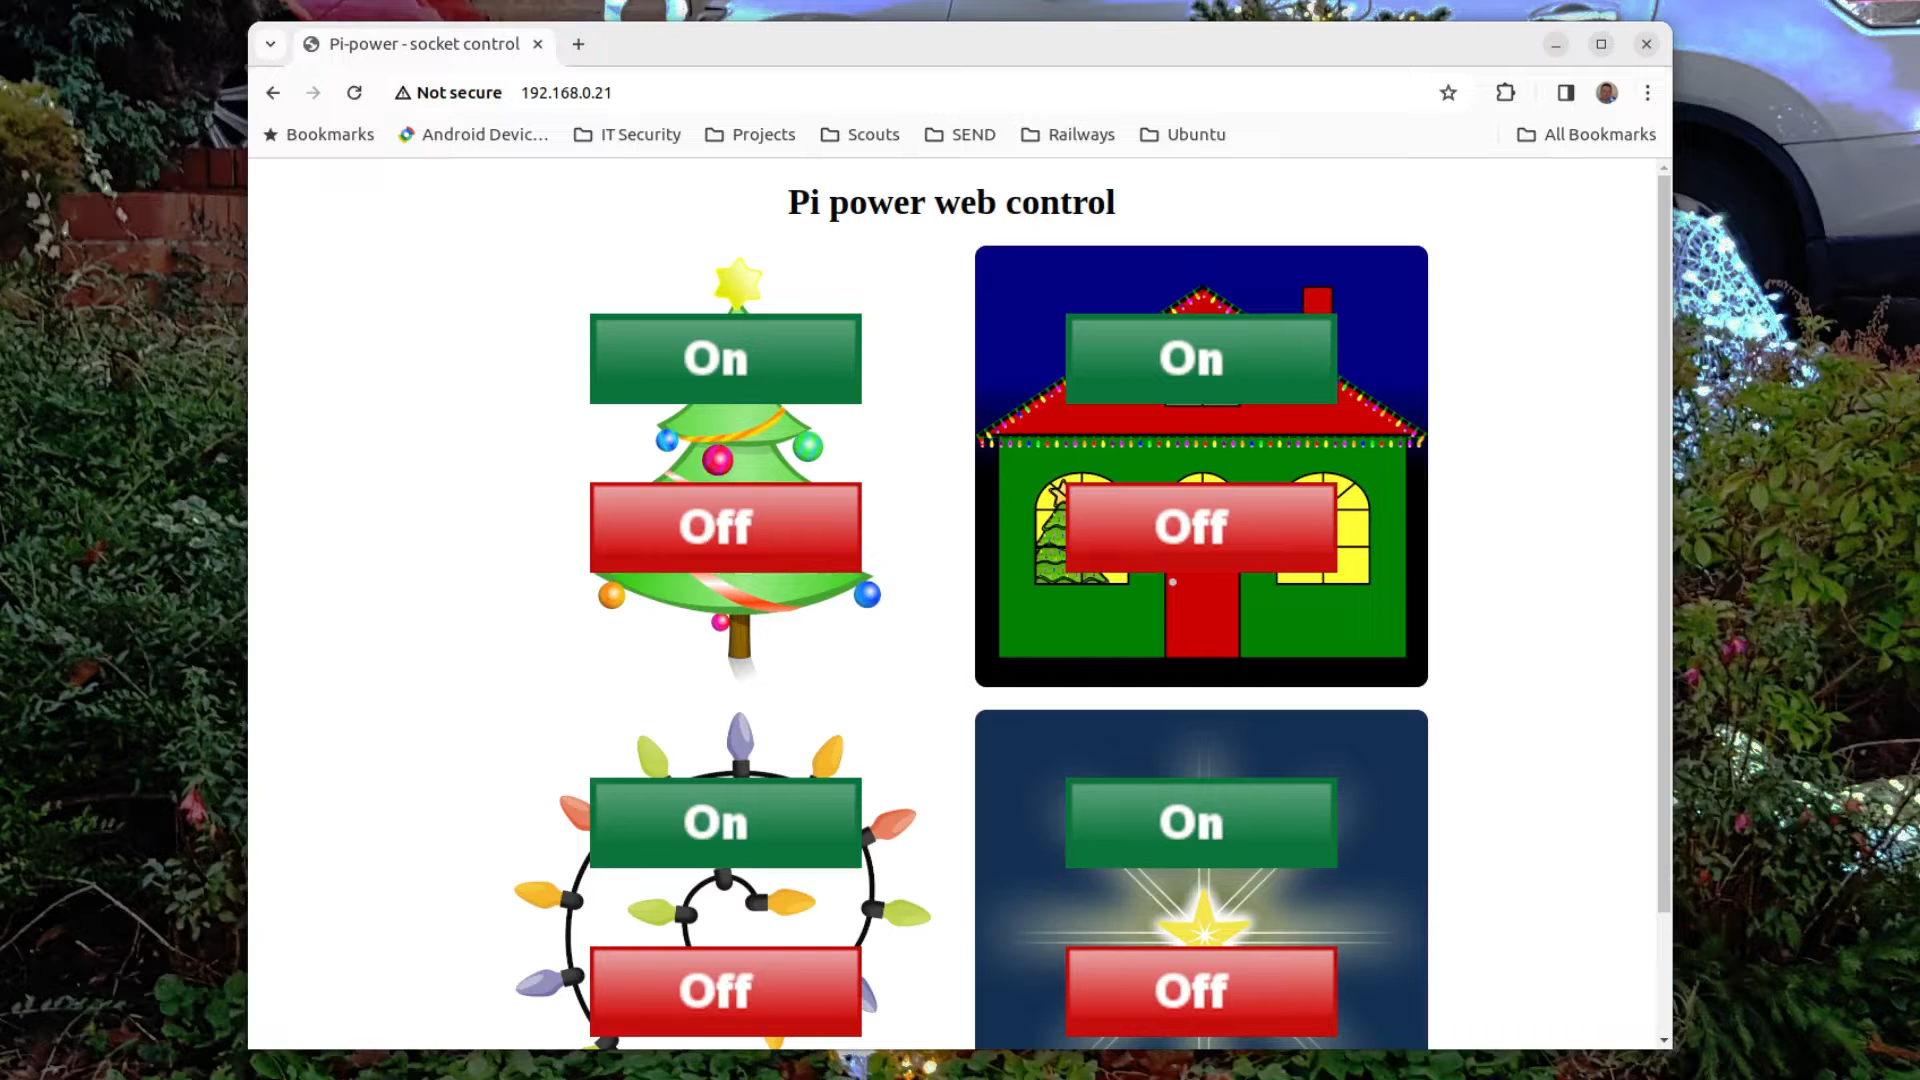 Pi-power - socket control
Not secure 192.168.0.21
Bookmarks Android Devic... IT Security Projects Scouts SEND Railways Ubuntu All Bookmarks
Pi power web control
On On
Off Off
On On
Off Off